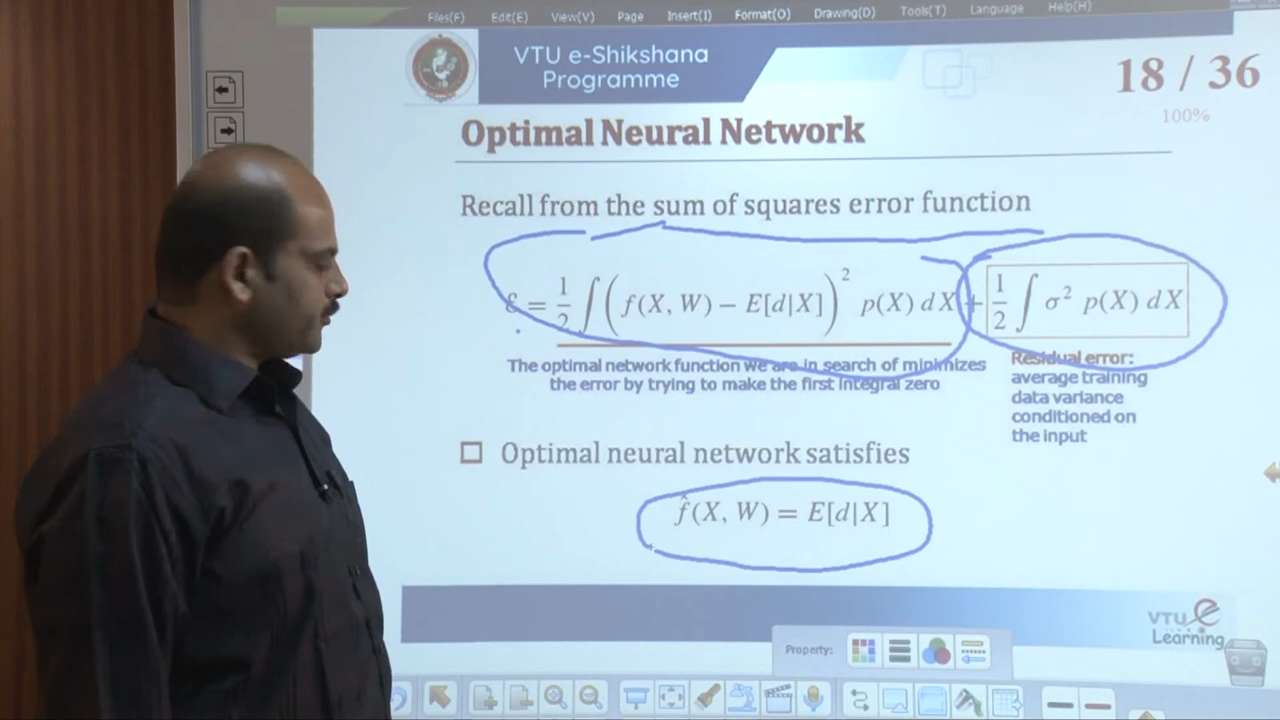 Files(F) Edit(E) View(V) Page Insert(I) Format(O) Drawing(D) Tools(T) Language Help(H)
VTU e-Shikshana
Programme
18 / 36
100%
Optimal Neural Network
Recall from the sum of squares error function
ℰ = 1/2 ∫ ( f(X, W) − E[d|X] )² p(X) dX + 1/2 ∫ σ² p(X) dX
The optimal network function we are in search of minimizes
the error by trying to make the first integral zero
Residual error:
average training
data variance
conditioned on
the input
Optimal neural network satisfies
f̂(X, W) = E[d|X]
VTU e
Learning
Property: